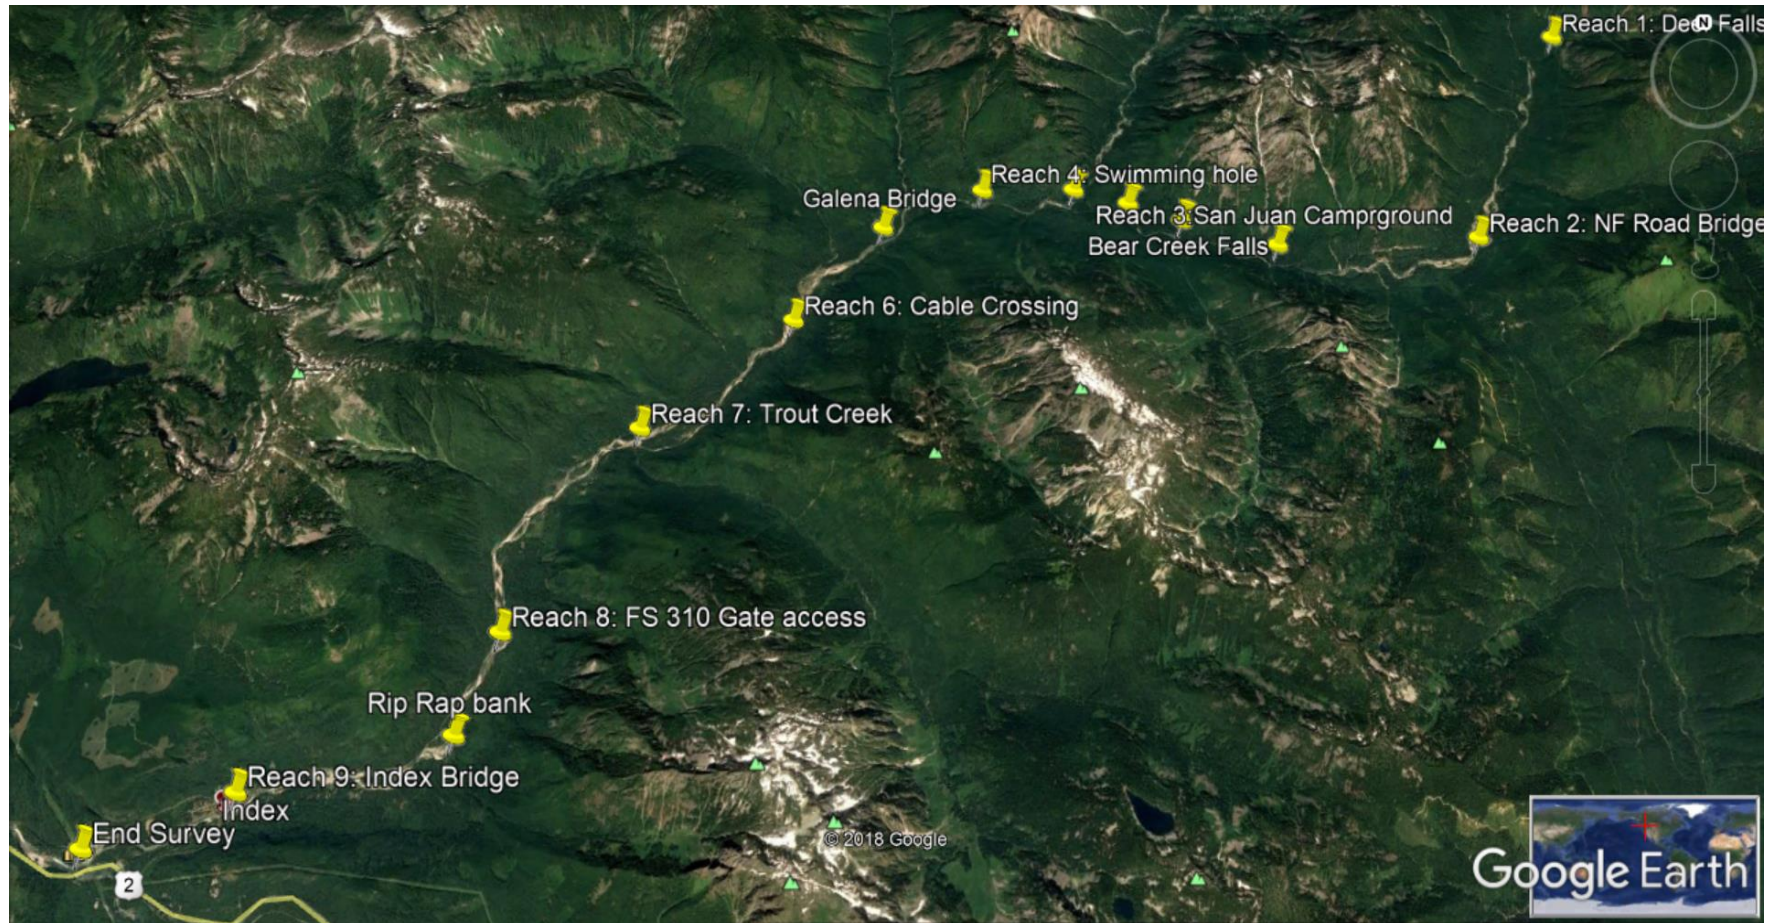 Reach 1: Deer Falls
N
Reach 4: Swimming hole
Galena Bridge
Reach 3: San Juan Camprground
Reach 2: NF Road Bridge
Bear Creek Falls
Reach 6: Cable Crossing
Reach 7: Trout Creek
Reach 8: FS 310 Gate access
Rip Rap bank
Reach 9: Index Bridge
Index
End Survey
© 2018 Google
2
Google Earth